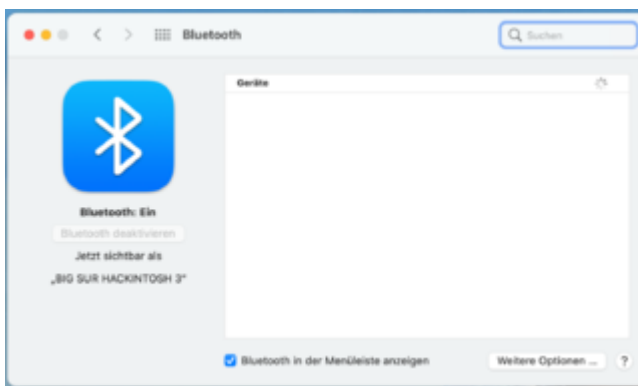 Bluetooth
Suchen
Geräte
Bluetooth: Ein
Bluetooth deaktivieren
Jetzt sichtbar als
„BIG SUR HACKINTOSH 3“
Bluetooth in der Menüleiste anzeigen
Weitere Optionen ...
?